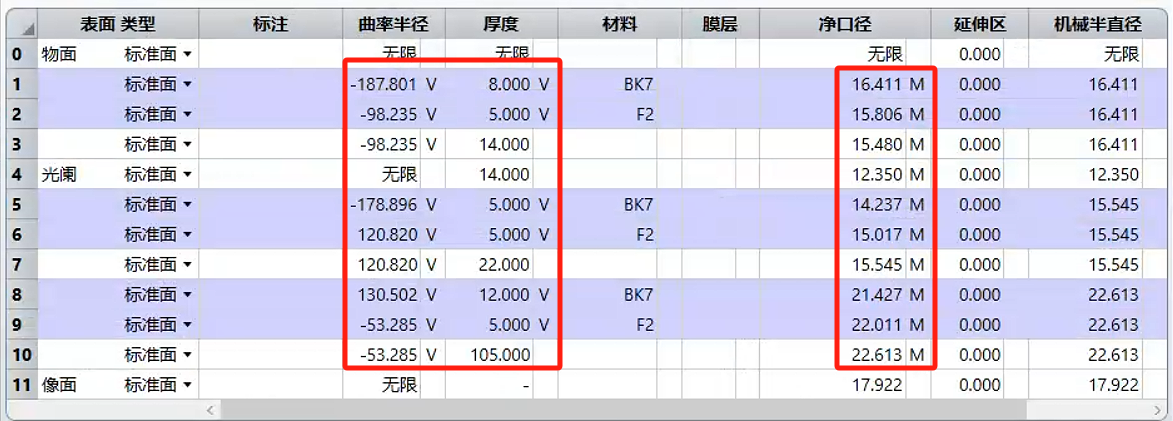 表面 类型 标注 曲率半径 厚度 材料 膜层 净口径 延伸区 机械半直径
0 物面 标准面 无限 无限 无限 0.000 无限
1 标准面 -187.801 V 8.000 V BK7 16.411 M 0.000 16.411
2 标准面 -98.235 V 5.000 V F2 15.806 M 0.000 16.411
3 标准面 -98.235 V 14.000 15.480 M 0.000 16.411
4 光阑 标准面 无限 14.000 12.350 M 0.000 12.350
5 标准面 -178.896 V 5.000 V BK7 14.237 M 0.000 15.545
6 标准面 120.820 V 5.000 V F2 15.017 M 0.000 15.545
7 标准面 120.820 V 22.000 15.545 M 0.000 15.545
8 标准面 130.502 V 12.000 V BK7 21.427 M 0.000 22.613
9 标准面 -53.285 V 5.000 V F2 22.011 M 0.000 22.613
10 标准面 -53.285 V 105.000 22.613 M 0.000 22.613
11 像面 标准面 无限 - 17.922 0.000 17.922